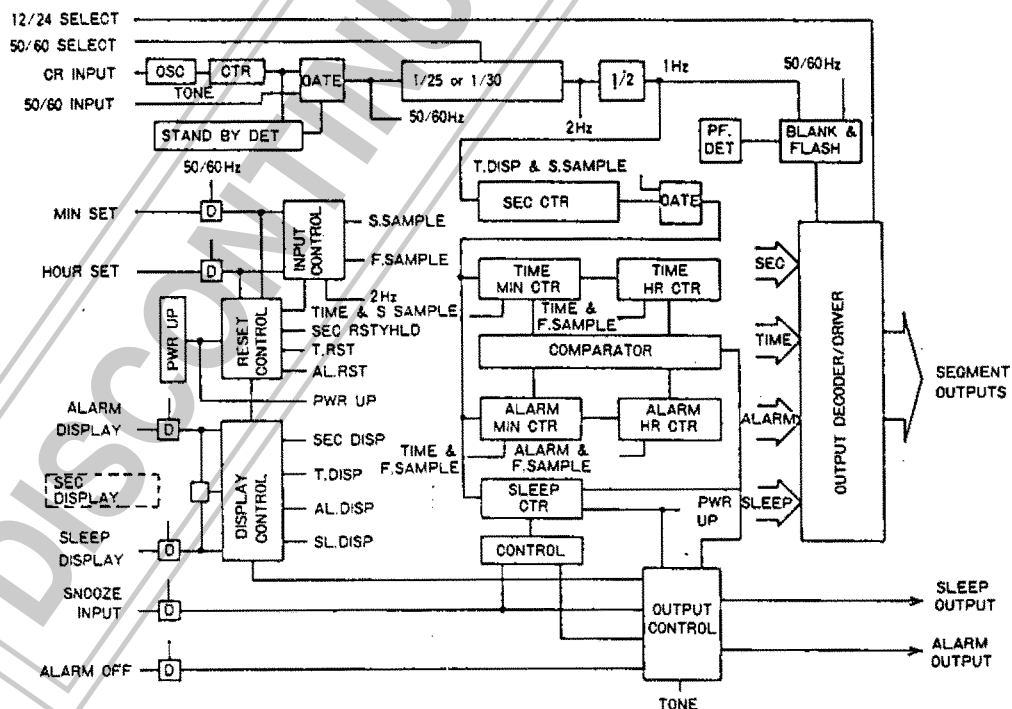 12/24 SELECT
50/60 SELECT
CR INPUT
OSC
CTR
TONE
50/60 INPUT
GATE
STAND BY DET
50/60Hz
1/25 or 1/30
2Hz
1/2
1Hz
50/60Hz
PF. DET
BLANK & FLASH
50/60Hz
MIN SET
D
HOUR SET
D
INPUT CONTROL
S.SAMPLE
F.SAMPLE
2Hz
T.DISP & S.SAMPLE
SEC CTR
GATE
PWR UP
RESET CONTROL
TIME & S SAMPLE
SEC RSTYHLD
T.RST
AL.RST
PWR UP
TIME MIN CTR
TIME HR CTR
TIME & F.SAMPLE
COMPARATOR
ALARM MIN CTR
ALARM HR CTR
TIME & F.SAMPLE
ALARM & F.SAMPLE
SLEEP CTR
CONTROL
PWR UP
ALARM DISPLAY
D
SEC DISPLAY
SLEEP DISPLAY
D
DISPLAY CONTROL
SEC DISP
T.DISP
AL.DISP
SL.DISP
SNOOZE INPUT
D
ALARM OFF
D
OUTPUT CONTROL
TONE
SEC
TIME
ALARM
SLEEP
OUTPUT DECODER/DRIVER
SEGMENT OUTPUTS
SLEEP OUTPUT
ALARM OUTPUT
DISCONTINU